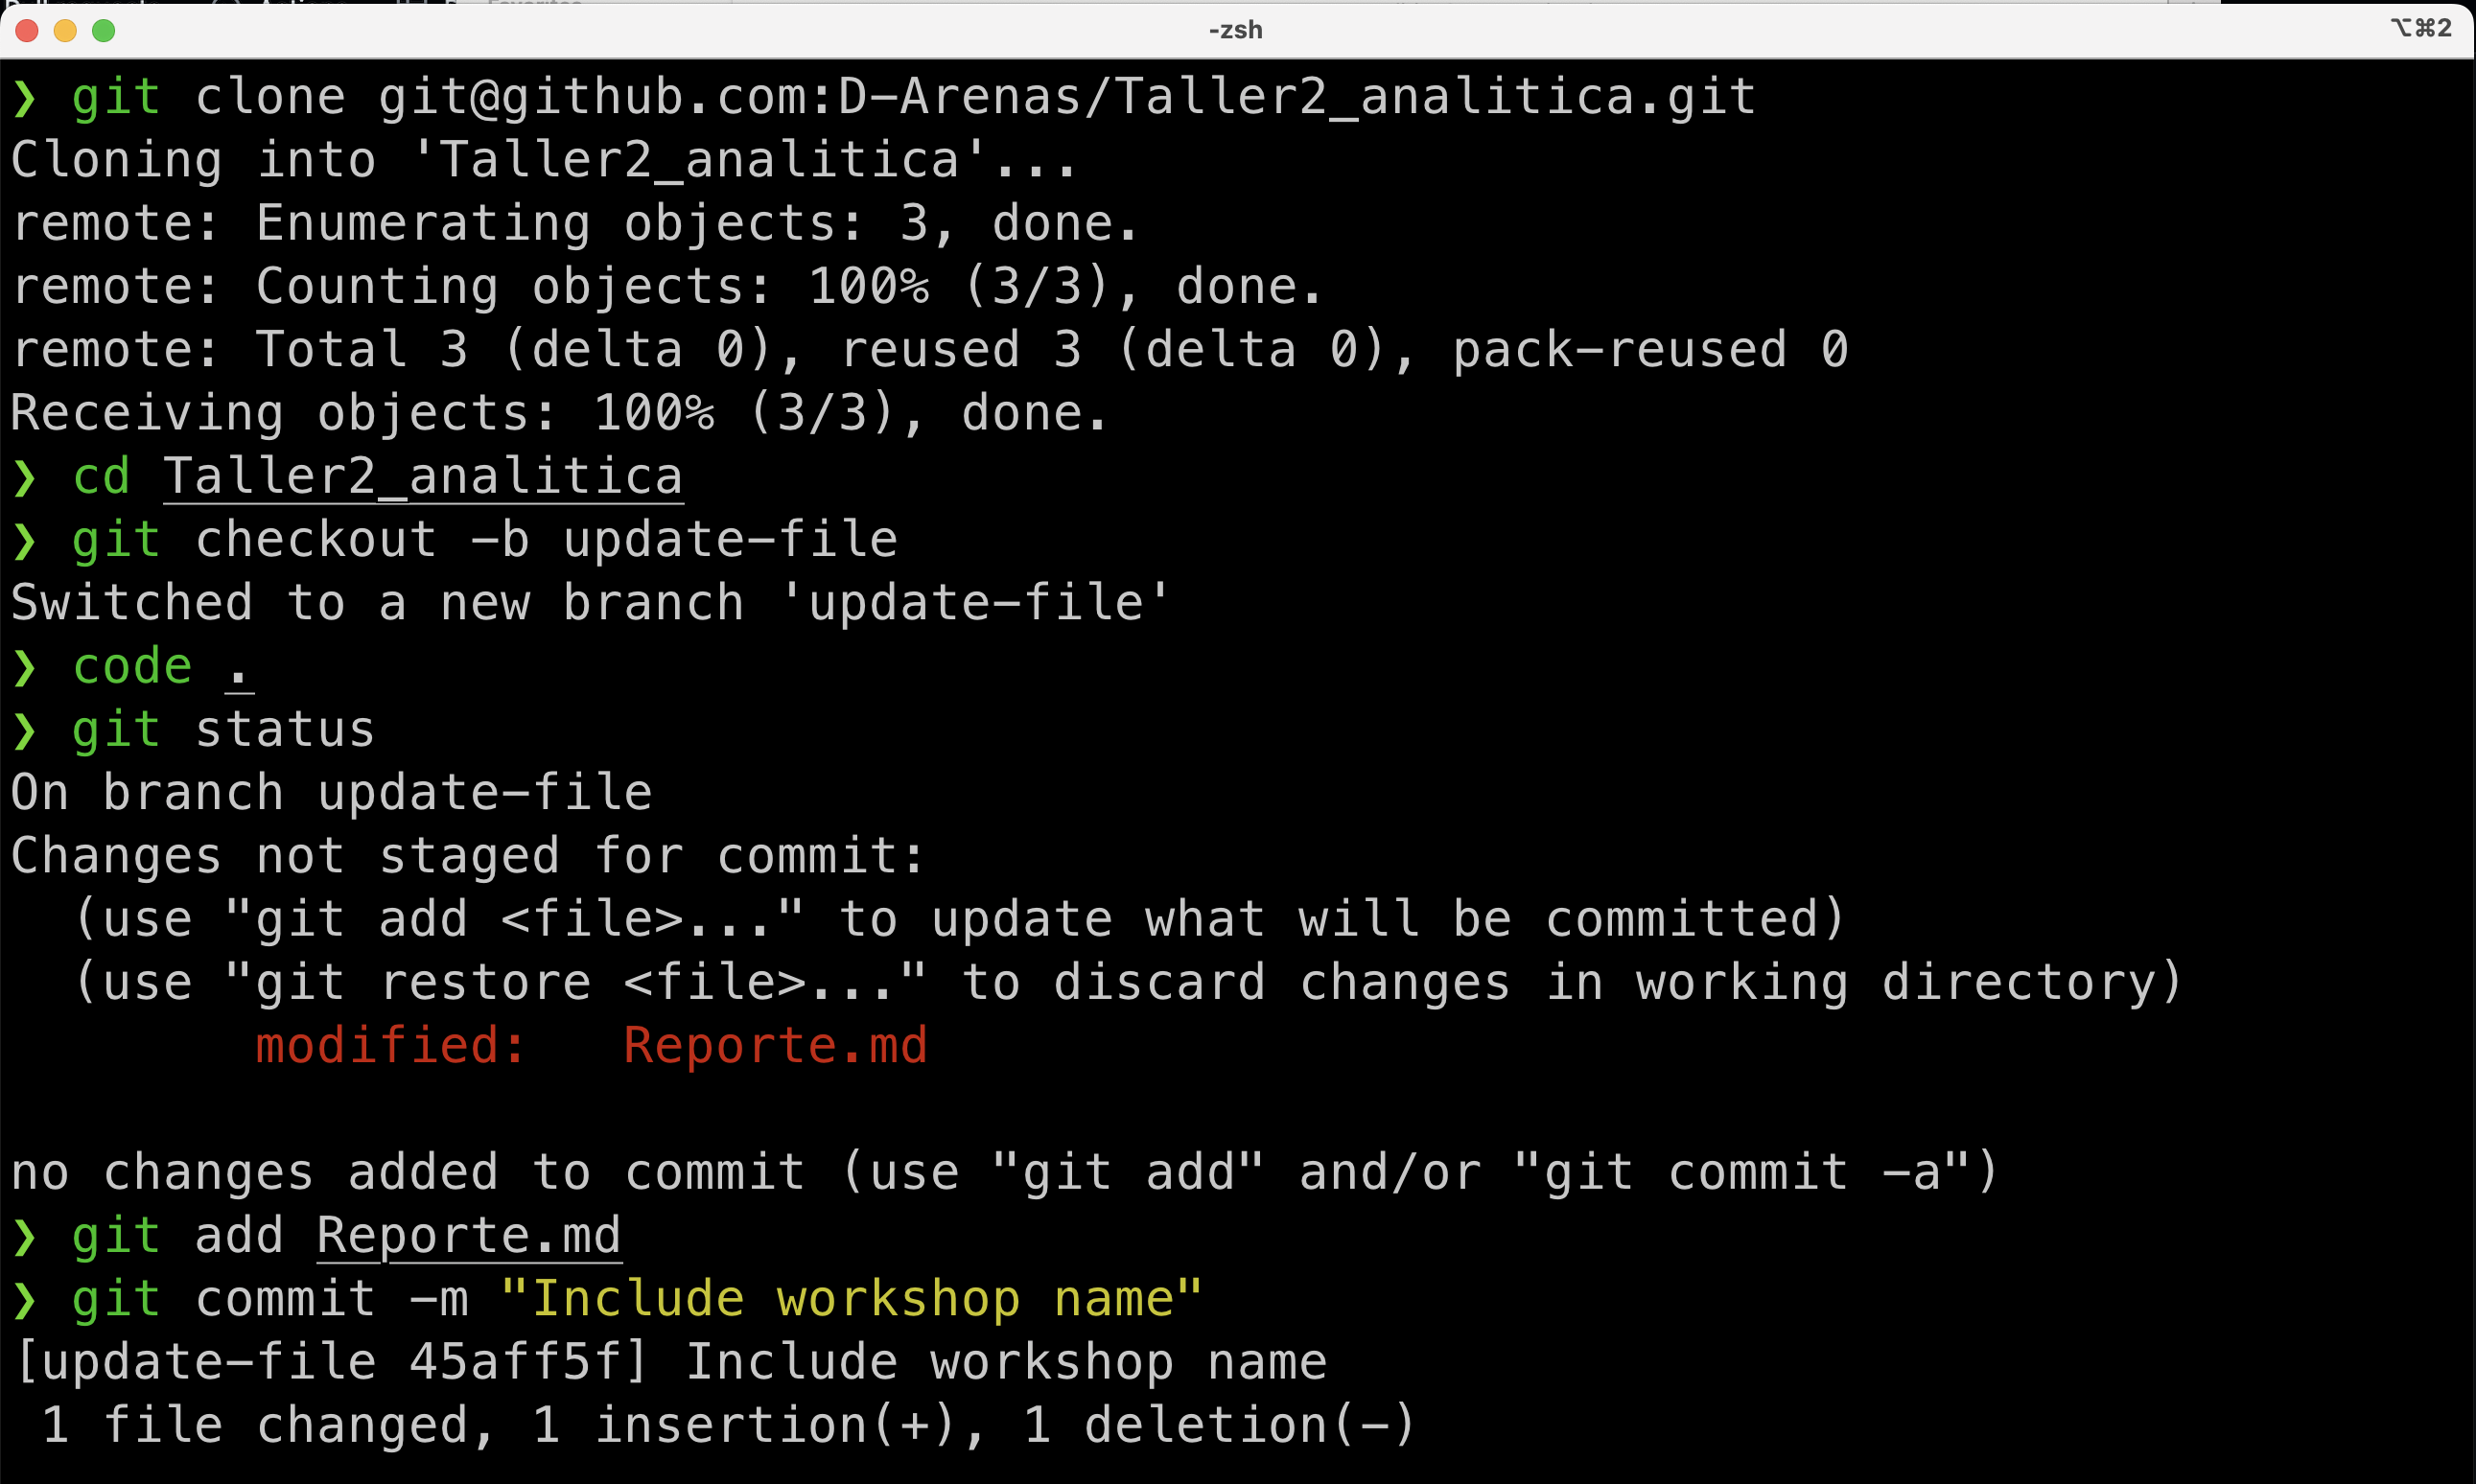 -zsh
⌥⌘2
❯ git clone git@github.com:D-Arenas/Taller2_analitica.git
Cloning into 'Taller2_analitica'...
remote: Enumerating objects: 3, done.
remote: Counting objects: 100% (3/3), done.
remote: Total 3 (delta 0), reused 3 (delta 0), pack-reused 0
Receiving objects: 100% (3/3), done.
❯ cd Taller2_analitica
❯ git checkout -b update-file
Switched to a new branch 'update-file'
❯ code .
❯ git status
On branch update-file
Changes not staged for commit:
  (use "git add <file>..." to update what will be committed)
  (use "git restore <file>..." to discard changes in working directory)
        modified:   Reporte.md

no changes added to commit (use "git add" and/or "git commit -a")
❯ git add Reporte.md
❯ git commit -m "Include workshop name"
[update-file 45aff5f] Include workshop name
 1 file changed, 1 insertion(+), 1 deletion(-)